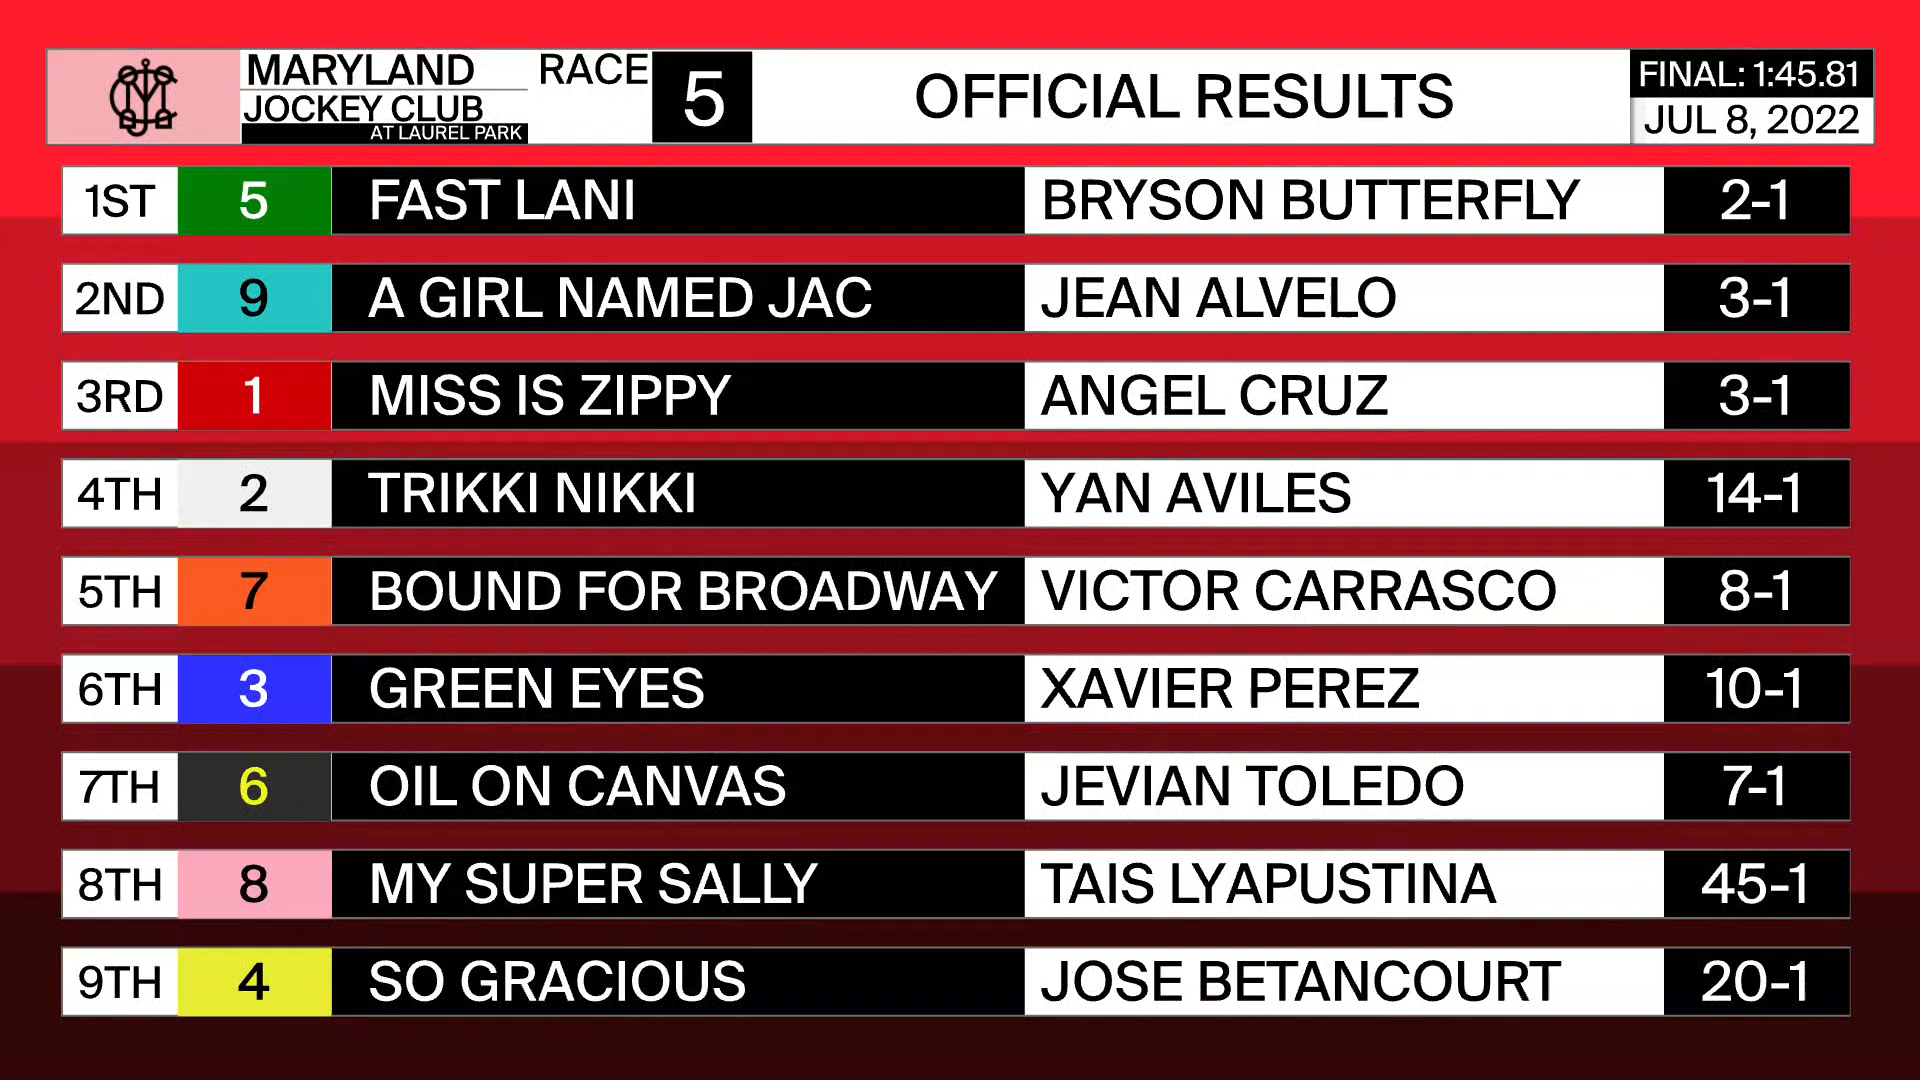 MARYLAND
JOCKEY CLUB
AT LAUREL PARK
RACE 5
OFFICIAL RESULTS
FINAL: 1:45.81
JUL 8, 2022
1ST 5 FAST LANI BRYSON BUTTERFLY 2-1
2ND 9 A GIRL NAMED JAC JEAN ALVELO 3-1
3RD 1 MISS IS ZIPPY ANGEL CRUZ 3-1
4TH 2 TRIKKI NIKKI YAN AVILES 14-1
5TH 7 BOUND FOR BROADWAY VICTOR CARRASCO 8-1
6TH 3 GREEN EYES XAVIER PEREZ 10-1
7TH 6 OIL ON CANVAS JEVIAN TOLEDO 7-1
8TH 8 MY SUPER SALLY TAIS LYAPUSTINA 45-1
9TH 4 SO GRACIOUS JOSE BETANCOURT 20-1